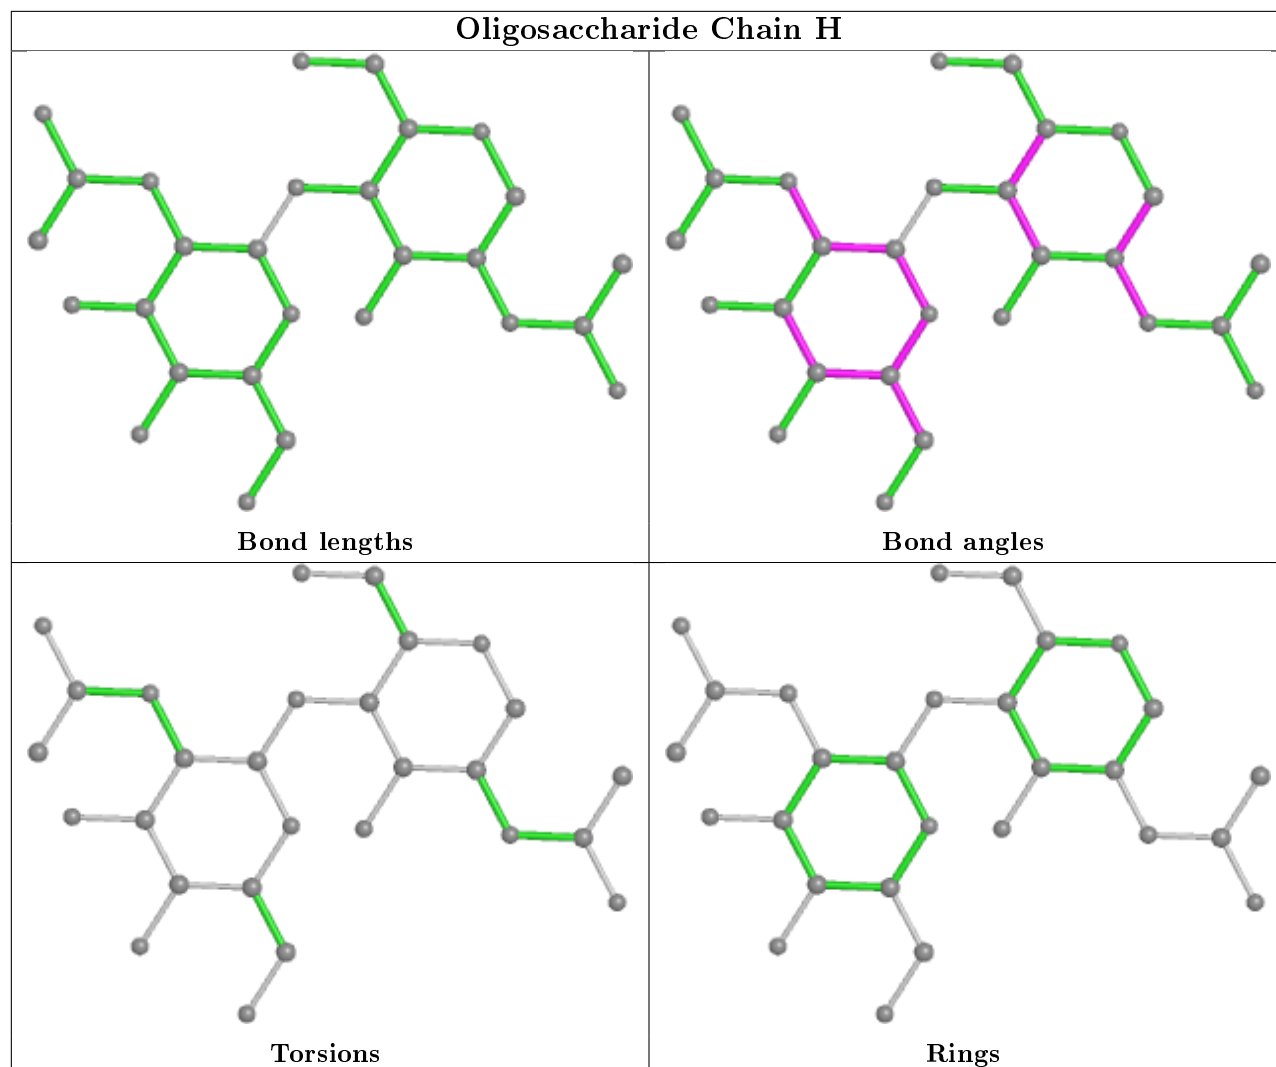 Oligosaccharide Chain H
Bond lengths
Bond angles
Torsions
Rings